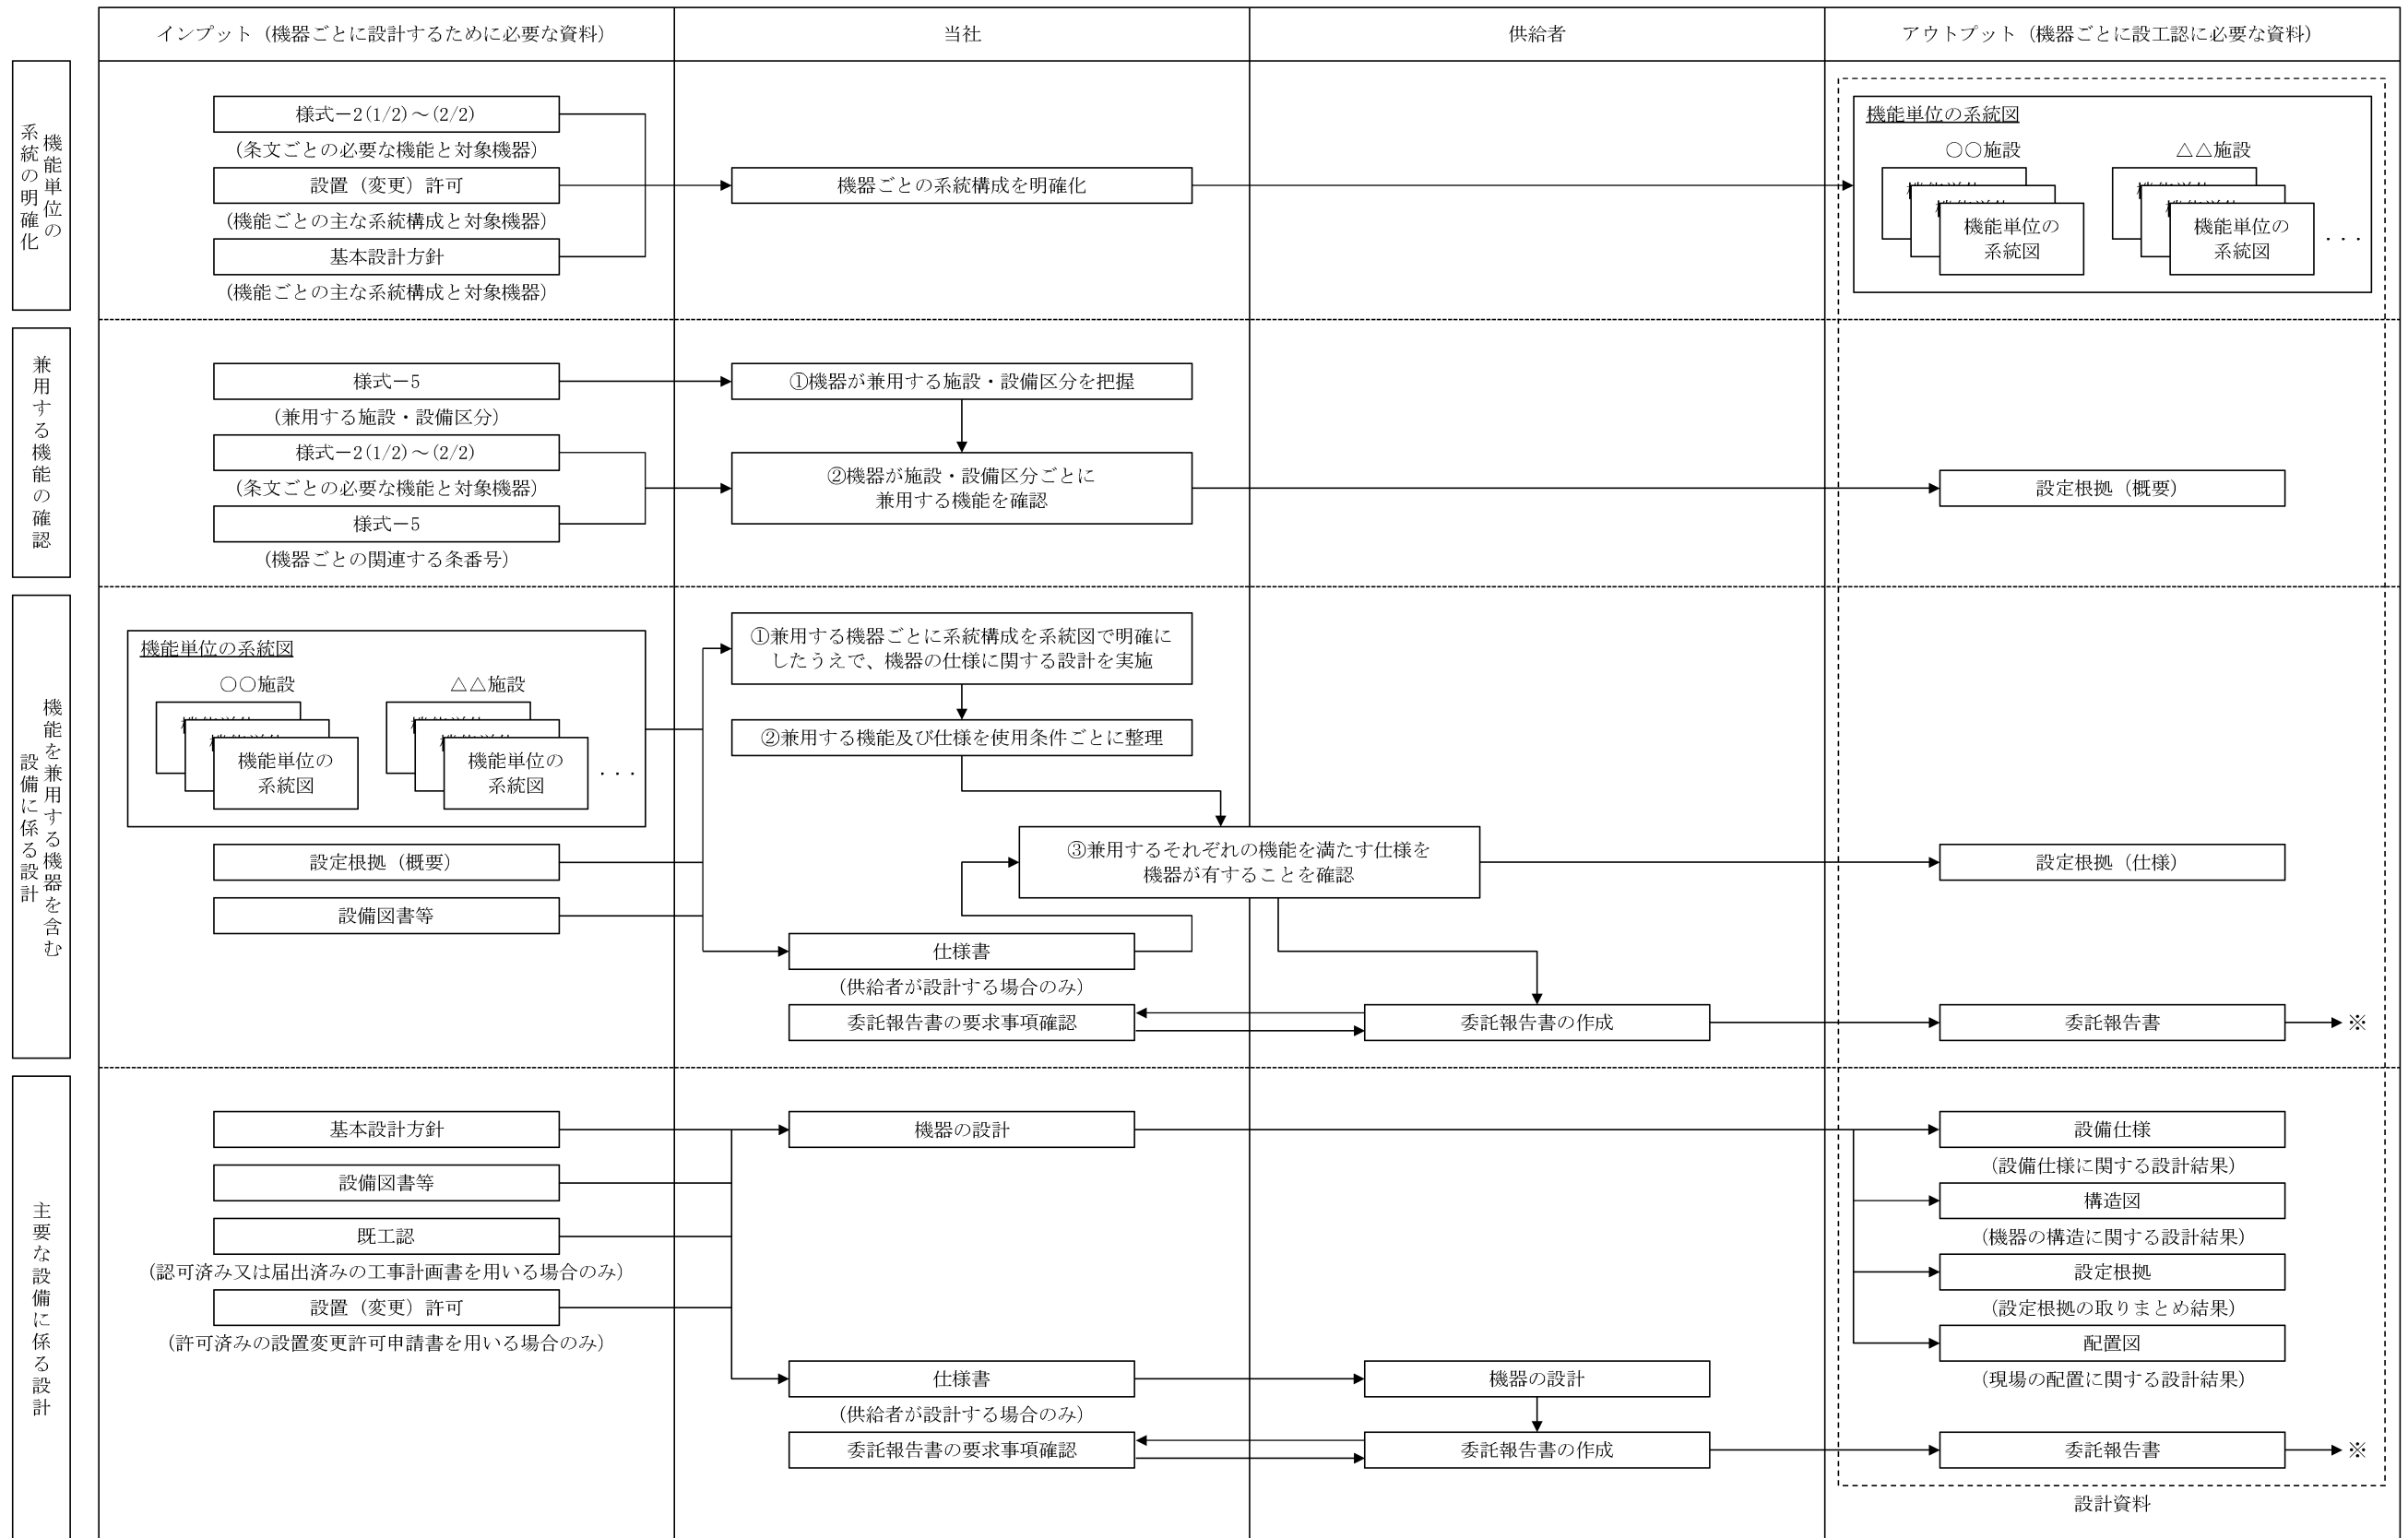 インプット（機器ごとに設計するために必要な資料）
当社
供給者
アウトプット（機器ごとに設工認に必要な資料）
機能単位の
系統の明確化
様式－2(1/2)～(2/2)
（条文ごとの必要な機能と対象機器）
設置（変更）許可
（機能ごとの主な系統構成と対象機器）
基本設計方針
（機能ごとの主な系統構成と対象機器）
機器ごとの系統構成を明確化
機能単位の系統図
○○施設
機能単位の
系統図
△△施設
機能単位の
系統図
・・・
兼用する機能の確認
様式－5
（兼用する施設・設備区分）
様式－2(1/2)～(2/2)
（条文ごとの必要な機能と対象機器）
様式－5
（機器ごとの関連する条番号）
①機器が兼用する施設・設備区分を把握
②機器が施設・設備区分ごとに
兼用する機能を確認
設定根拠（概要）
機能を兼用する機器を含む
設備に係る設計
機能単位の系統図
○○施設
機能単位の
系統図
△△施設
機能単位の
系統図
・・・
設定根拠（概要）
設備図書等
①兼用する機器ごとに系統構成を系統図で明確に
したうえで、機器の仕様に関する設計を実施
②兼用する機能及び仕様を使用条件ごとに整理
③兼用するそれぞれの機能を満たす仕様を
機器が有することを確認
設定根拠（仕様）
仕様書
（供給者が設計する場合のみ）
委託報告書の要求事項確認
委託報告書の作成
委託報告書
※
主要な設備に係る設計
基本設計方針
設備図書等
既工認
（認可済み又は届出済みの工事計画書を用いる場合のみ）
設置（変更）許可
（許可済みの設置変更許可申請書を用いる場合のみ）
機器の設計
設備仕様
（設備仕様に関する設計結果）
構造図
（機器の構造に関する設計結果）
設定根拠
（設定根拠の取りまとめ結果）
配置図
（現場の配置に関する設計結果）
仕様書
（供給者が設計する場合のみ）
機器の設計
委託報告書の要求事項確認
委託報告書の作成
委託報告書
※
設計資料